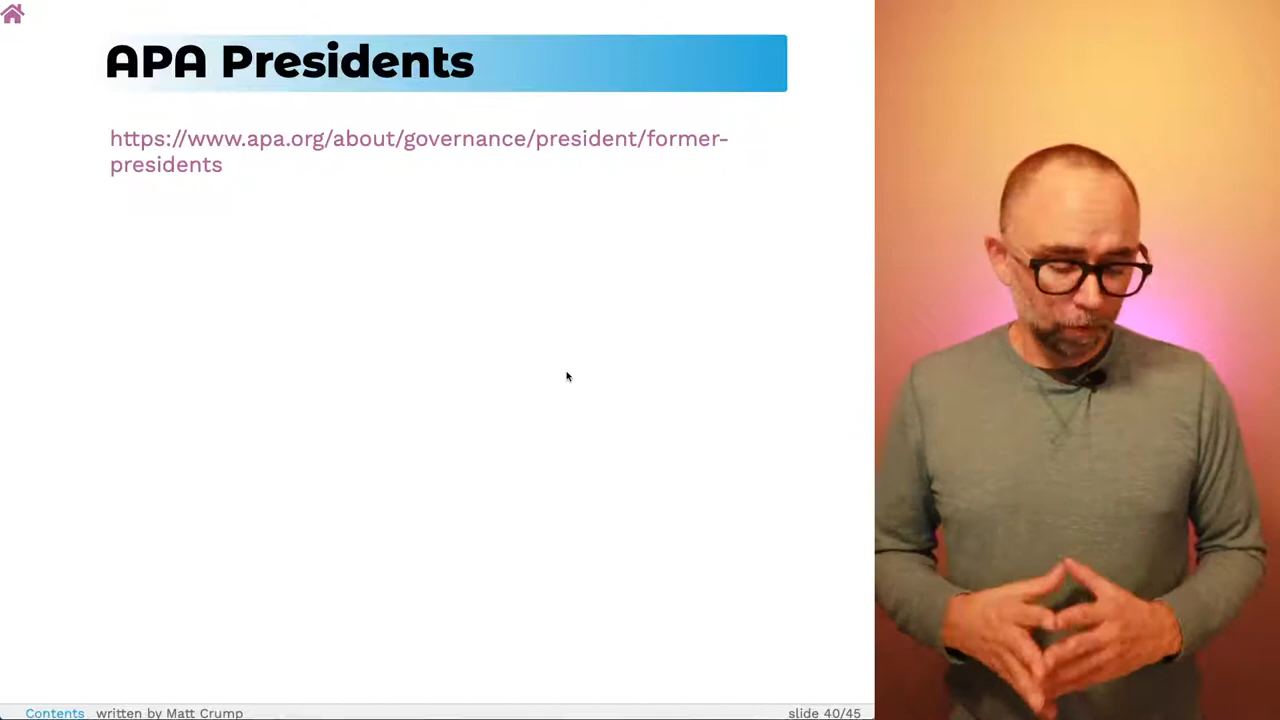 APA Presidents
https://www.apa.org/about/governance/president/former-
presidents
Contents written by Matt Crump slide 40/45